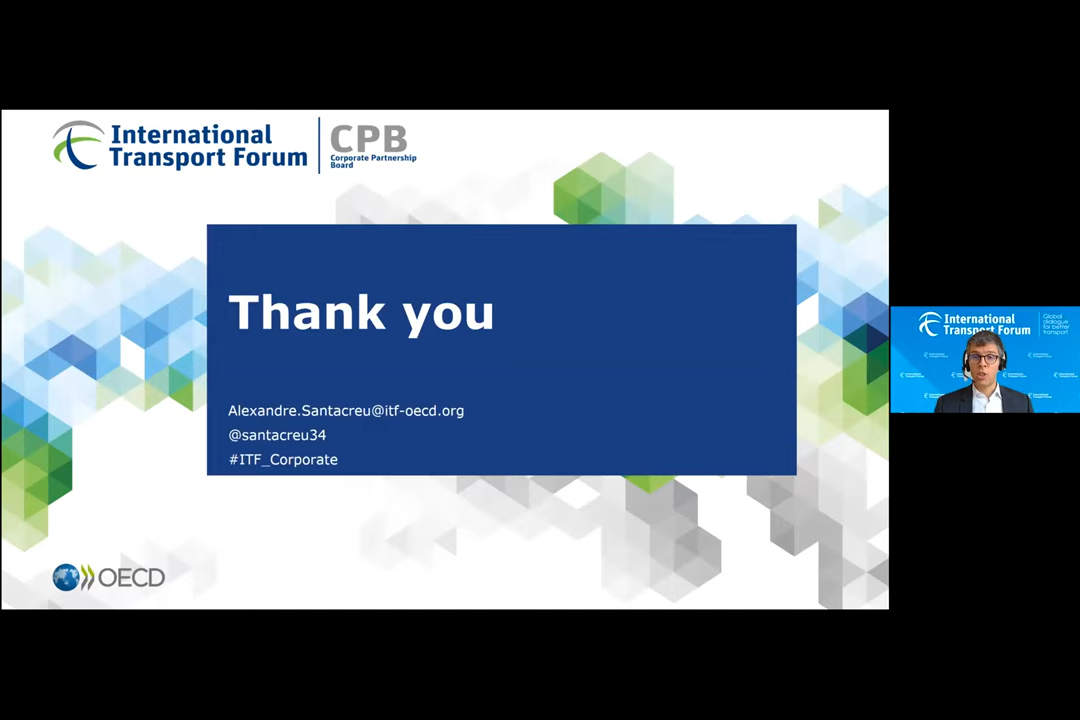 International
Transport Forum
CPB
Corporate Partnership
Board
Thank you
Alexandre.Santacreu@itf-oecd.org
@santacreu34
#ITF_Corporate
OECD
International
Transport Forum
Global
dialogue
for better
transport